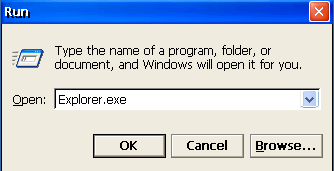 Run
Type the name of a program, folder, or
document, and Windows will open it for you.
Open: Explorer.exe
OK Cancel Browse...